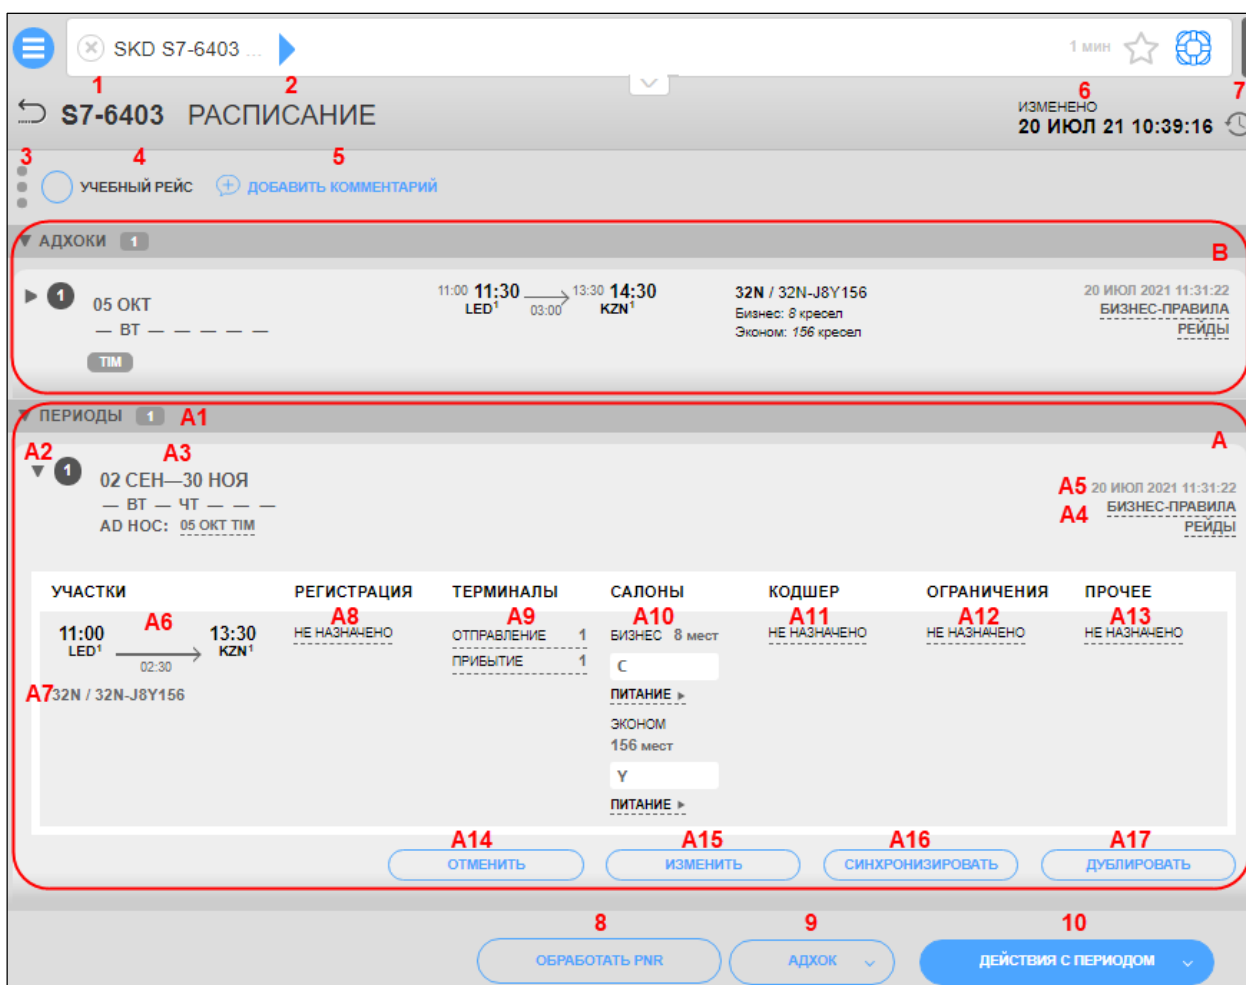 SKD S7-6403 ...
1 мин
1 2 6 7
S7-6403 РАСПИСАНИЕ
ИЗМЕНЕНО
20 ИЮЛ 21 10:39:16
3 4 5
УЧЕБНЫЙ РЕЙС ДОБАВИТЬ КОММЕНТАРИЙ
АДХОКИ 1 B
1 05 ОКТ
— ВТ — — — — —
TIM
11:00 11:30 13:30 14:30
LED1 03:00 KZN1
32N / 32N-J8Y156
Бизнес: 8 кресел
Эконом: 156 кресел
20 ИЮЛ 2021 11:31:22
БИЗНЕС-ПРАВИЛА
РЕЙДЫ
ПЕРИОДЫ 1 A1 A
A2 A3
1 02 СЕН—30 НОЯ
— ВТ — ЧТ — — —
AD HOC: 05 ОКТ TIM
A5 20 ИЮЛ 2021 11:31:22
A4 БИЗНЕС-ПРАВИЛА
РЕЙДЫ
УЧАСТКИ РЕГИСТРАЦИЯ ТЕРМИНАЛЫ САЛОНЫ КОДШЕР ОГРАНИЧЕНИЯ ПРОЧЕЕ
A6 A8 A9 A10 A11 A12 A13
11:00 13:30
LED1 02:30 KZN1
A7 32N / 32N-J8Y156
НЕ НАЗНАЧЕНО
ОТПРАВЛЕНИЕ 1
ПРИБЫТИЕ 1
БИЗНЕС 8 мест
C
ПИТАНИЕ
ЭКОНОМ
156 мест
Y
ПИТАНИЕ
НЕ НАЗНАЧЕНО
НЕ НАЗНАЧЕНО
НЕ НАЗНАЧЕНО
A14 A15 A16 A17
ОТМЕНИТЬ ИЗМЕНИТЬ СИНХРОНИЗИРОВАТЬ ДУБЛИРОВАТЬ
8 9 10
ОБРАБОТАТЬ PNR АДХОК ДЕЙСТВИЯ С ПЕРИОДОМ